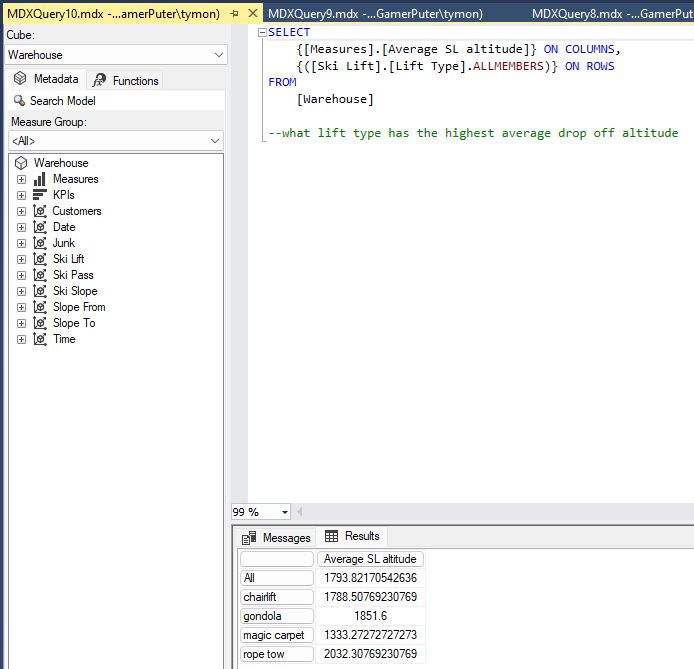 MDXQuery10.mdx -...amerPuter\tymon)
MDXQuery9.mdx -...GamerPuter\tymon)
MDXQuery8.mdx -...GamerPut
Cube:
Warehouse
Metadata
Functions
Search Model
Measure Group:
<All>
Warehouse
Measures
KPIs
Customers
Date
Junk
Ski Lift
Ski Pass
Ski Slope
Slope From
Slope To
Time
SELECT
{[Measures].[Average SL altitude]} ON COLUMNS,
{([Ski Lift].[Lift Type].ALLMEMBERS)} ON ROWS
FROM
[Warehouse]
--what lift type has the highest average drop off altitude
99 %
Messages
Results
Average SL altitude
All 1793.82170542636
chairlift 1788.50769230769
gondola 1851.6
magic carpet 1333.27272727273
rope tow 2032.30769230769